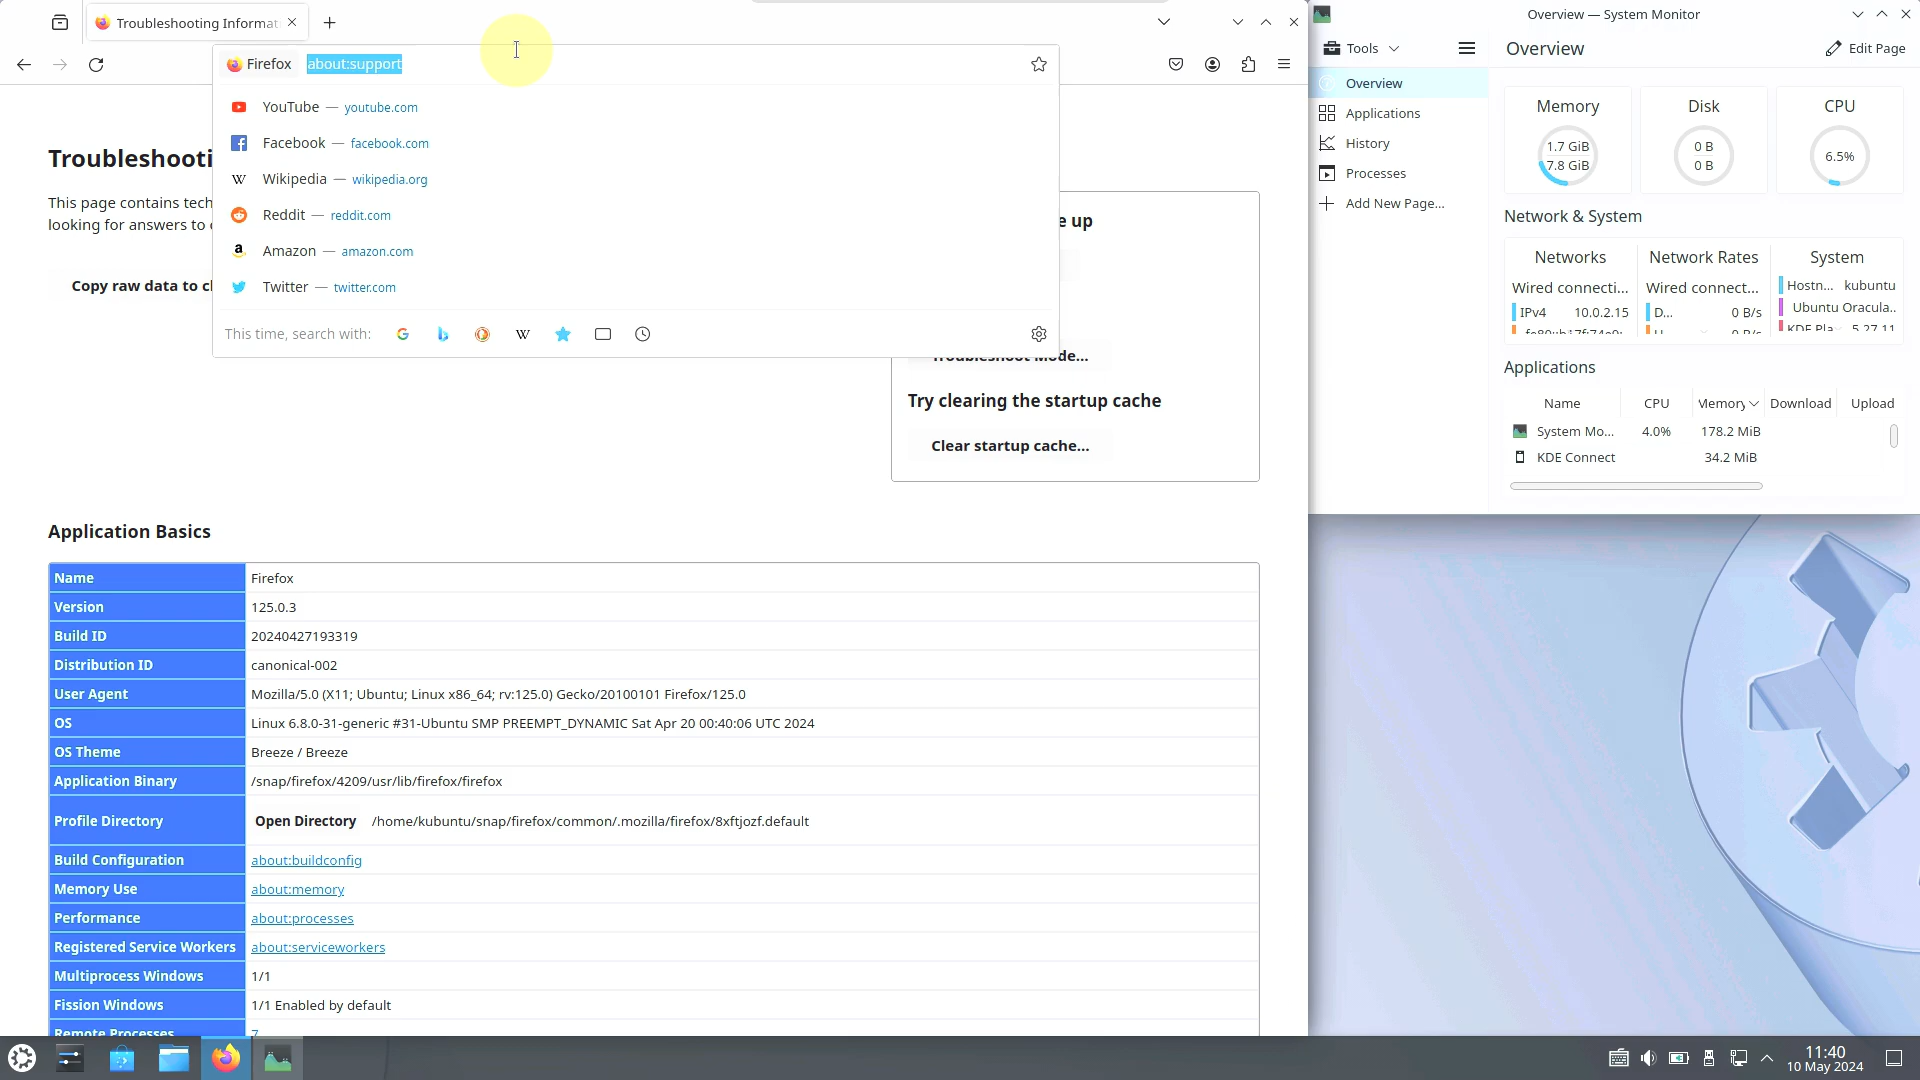 Troubleshooting Informat
Firefox about:support
YouTube — youtube.com
Facebook — facebook.com
Wikipedia — wikipedia.org
Reddit — reddit.com
Amazon — amazon.com
Twitter — twitter.com
This time, search with:
Troubleshooti
This page contains tech
looking for answers to
Copy raw data to cl
e up
Troubleshoot Mode...
Try clearing the startup cache
Clear startup cache...
Application Basics
Name Firefox
Version 125.0.3
Build ID 20240427193319
Distribution ID canonical-002
User Agent Mozilla/5.0 (X11; Ubuntu; Linux x86_64; rv:125.0) Gecko/20100101 Firefox/125.0
OS Linux 6.8.0-31-generic #31-Ubuntu SMP PREEMPT_DYNAMIC Sat Apr 20 00:40:06 UTC 2024
OS Theme Breeze / Breeze
Application Binary /snap/firefox/4209/usr/lib/firefox/firefox
Profile Directory Open Directory /home/kubuntu/snap/firefox/common/.mozilla/firefox/8xftjozf.default
Build Configuration about:buildconfig
Memory Use about:memory
Performance about:processes
Registered Service Workers about:serviceworkers
Multiprocess Windows 1/1
Fission Windows 1/1 Enabled by default
Remote Processes 7
Overview — System Monitor
Tools
Overview
Edit Page
Overview
Applications
History
Processes
Add New Page...
Memory
1.7 GiB
7.8 GiB
Disk
0 B
0 B
CPU
6.5%
Network & System
Networks
Wired connecti...
IPv4 10.0.2.15
Network Rates
Wired connect...
D... 0 B/s
U... 0 B/s
System
Hostn... kubuntu
Ubuntu Oracula..
KDE Pla 5.27.11
Applications
Name CPU Memory Download Upload
System Mo... 4.0% 178.2 MiB
KDE Connect 34.2 MiB
11:40
10 May 2024